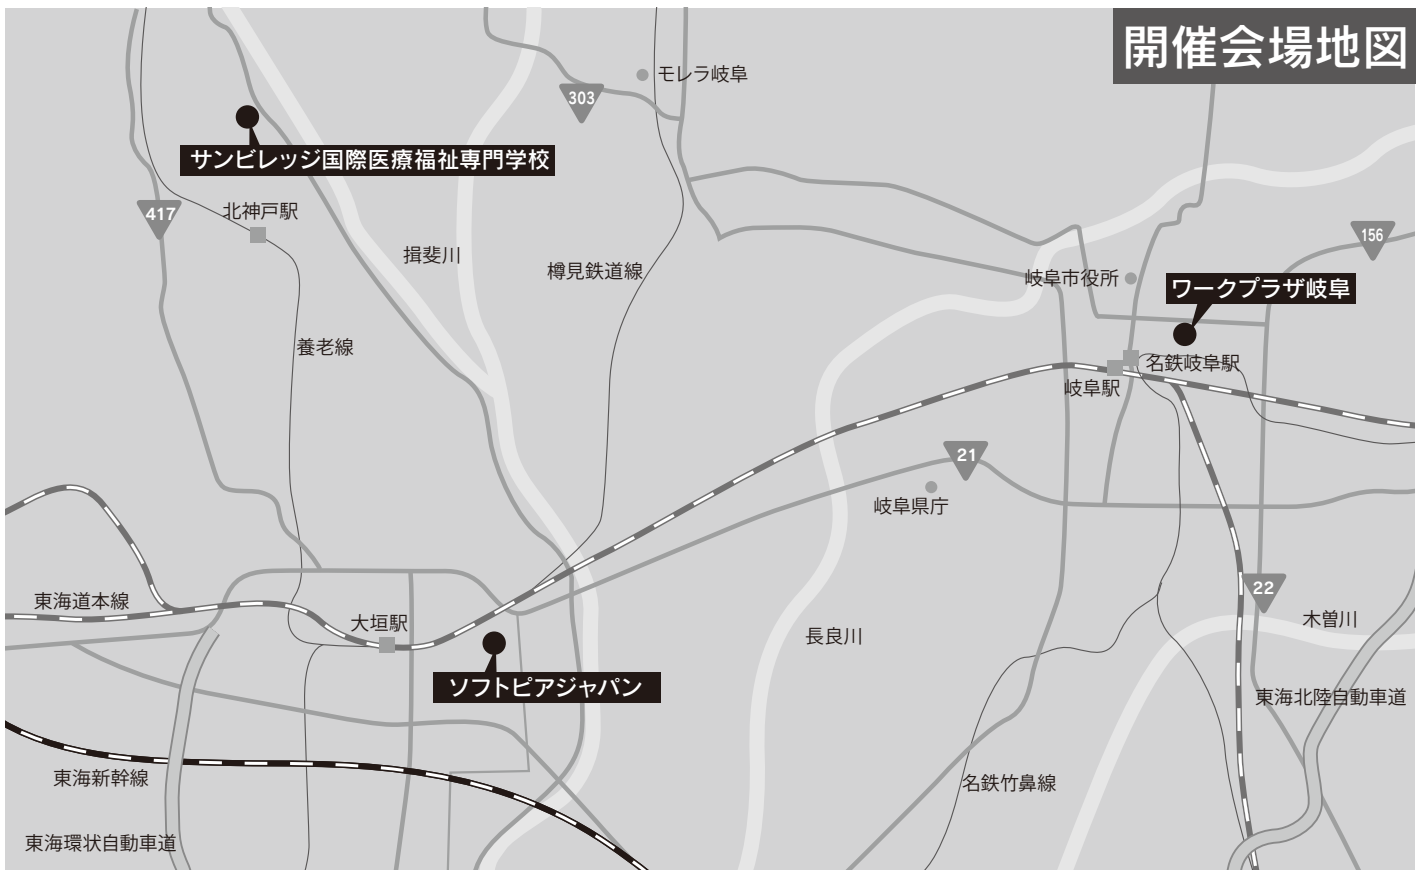 開催会場地図
モレラ岐阜
303
サンビレッジ国際医療福祉専門学校
417
北神戸駅
揖斐川
樽見鉄道線
156
岐阜市役所
ワークプラザ岐阜
養老線
名鉄岐阜駅
岐阜駅
21
岐阜県庁
22
東海道本線
大垣駅
木曽川
長良川
ソフトピアジャパン
東海北陸自動車道
東海新幹線
名鉄竹鼻線
東海環状自動車道